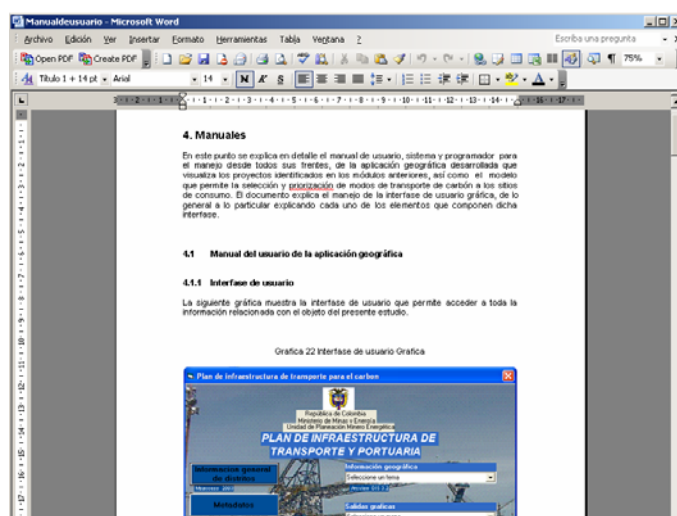 Manualdeusuario - Microsoft Word
Archivo Edición Ver Insertar Formato Herramientas Tabla Ventana ?
Escriba una pregunta
Open PDF Create PDF 75%
Título 1 + 14 pt Arial 14 N K S
4. Manuales
En este punto se explica en detalle el manual de usuario, sistema y programador para
el manejo desde todos sus frentes, de la aplicación geográfica desarrollada que
visualiza los proyectos identificados en los módulos anteriores, así como el modelo
que permite la selección y priorización de modos de transporte de carbón a los sitios
de consumo. El documento explica el manejo de la interfase de usuario gráfica, de lo
general a lo particular explicando cada uno de los elementos que componen dicha
interfase.
4.1 Manual del usuario de la aplicación geográfica
4.1.1 Interfase de usuario
La siguiente gráfica muestra la interfase de usuario que permite acceder a toda la
información relacionada con el objeto del presente estudio.
Grafica 22 Interfase de usuario Grafica
Plan de infraestructura de transporte para el carbon
República de Colombia
Ministerio de Minas y Energía
Unidad de Planeación Minero Energética
PLAN DE INFRAESTRUCTURA DE
TRANSPORTE Y PORTUARIA
Informacion general
de distritos
Información geográfica
Seleccione un tema
Metadatos
Salidas graficas